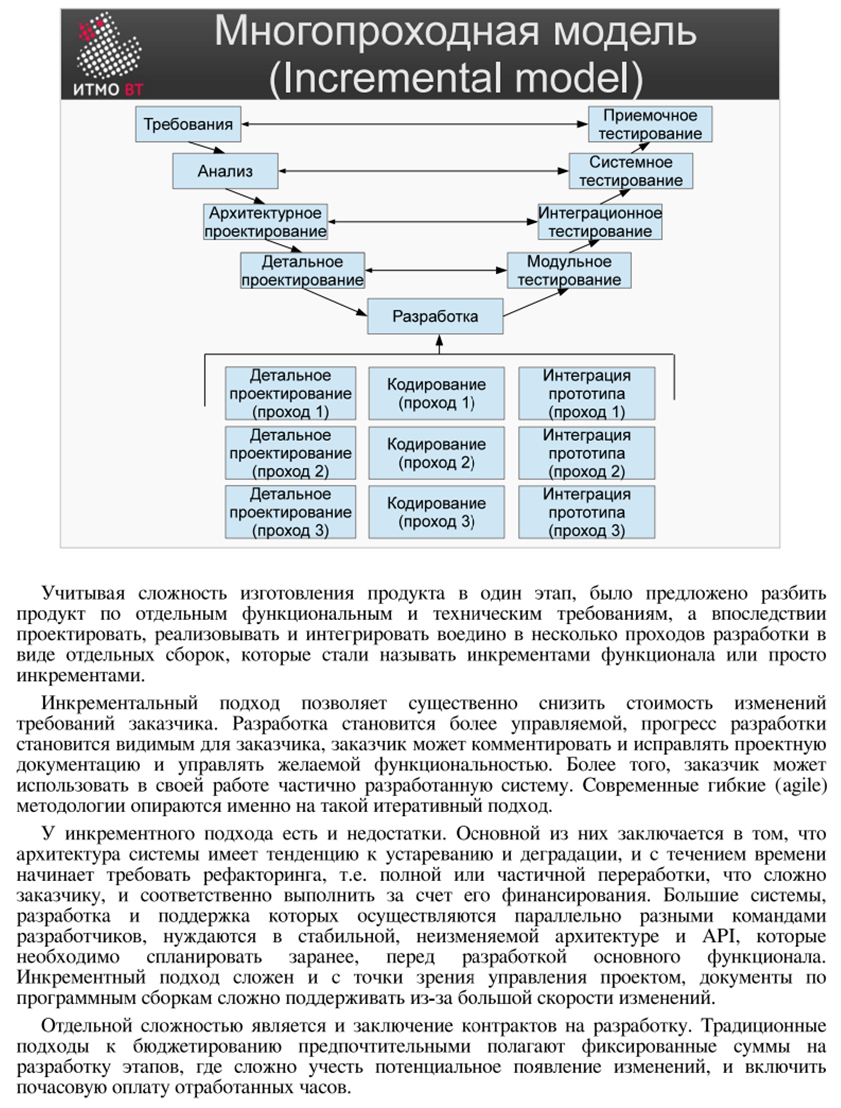 Многопроходная модель
(Incremental model)
ИТМО ВТ
Требования
Приемочное
тестирование
Анализ
Системное
тестирование
Архитектурное
проектирование
Интеграционное
тестирование
Детальное
проектирование
Модульное
тестирование
Разработка
Детальное
проектирование
(проход 1)
Кодирование
(проход 1)
Интеграция
прототипа
(проход 1)
Детальное
проектирование
(проход 2)
Кодирование
(проход 2)
Интеграция
прототипа
(проход 2)
Детальное
проектирование
(проход 3)
Кодирование
(проход 3)
Интеграция
прототипа
(проход 3)
Учитывая сложность изготовления продукта в один этап, было предложено разбить
продукт по отдельным функциональным и техническим требованиям, а впоследствии
проектировать, реализовывать и интегрировать воедино в несколько проходов разработки в
виде отдельных сборок, которые стали называть инкрементами функционала или просто
инкрементами.
Инкрементальный подход позволяет существенно снизить стоимость изменений
требований заказчика. Разработка становится более управляемой, прогресс разработки
становится видимым для заказчика, заказчик может комментировать и исправлять проектную
документацию и управлять желаемой функциональностью. Более того, заказчик может
использовать в своей работе частично разработанную систему. Современные гибкие (agile)
методологии опираются именно на такой итеративный подход.
У инкрементного подхода есть и недостатки. Основной из них заключается в том, что
архитектура системы имеет тенденцию к устареванию и деградации, и с течением времени
начинает требовать рефакторинга, т.е. полной или частичной переработки, что сложно
заказчику, и соответственно выполнить за счет его финансирования. Большие системы,
разработка и поддержка которых осуществляются параллельно разными командами
разработчиков, нуждаются в стабильной, неизменяемой архитектуре и API, которые
необходимо спланировать заранее, перед разработкой основного функционала.
Инкрементный подход сложен и с точки зрения управления проектом, документы по
программным сборкам сложно поддерживать из-за большой скорости изменений.
Отдельной сложностью является и заключение контрактов на разработку. Традиционные
подходы к бюджетированию предпочтительными полагают фиксированные суммы на
разработку этапов, где сложно учесть потенциальное появление изменений, и включить
почасовую оплату отработанных часов.